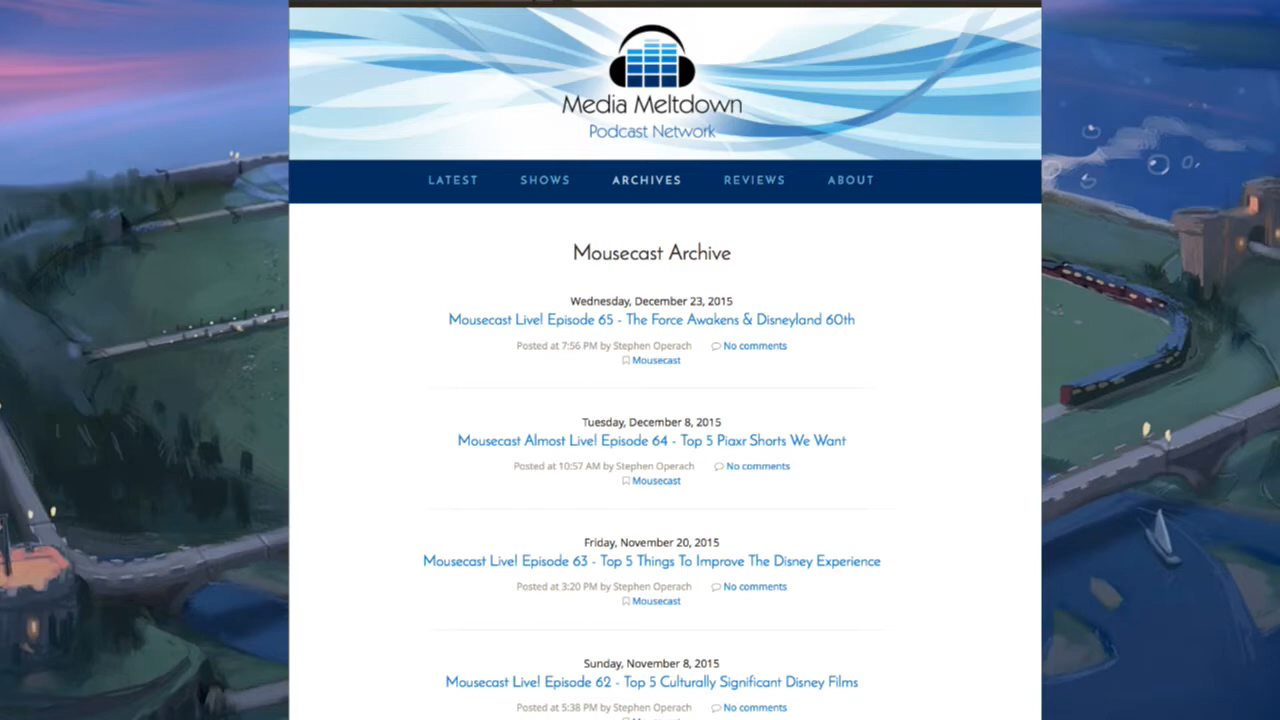 Media Meltdown
Podcast Network
LATEST SHOWS ARCHIVES REVIEWS ABOUT
Mousecast Archive
Wednesday, December 23, 2015
Mousecast Live! Episode 65 - The Force Awakens & Disneyland 60th
Posted at 7:56 PM by Stephen Operach No comments
Mousecast
Tuesday, December 8, 2015
Mousecast Almost Live! Episode 64 - Top 5 Piaxr Shorts We Want
Posted at 10:57 AM by Stephen Operach No comments
Mousecast
Friday, November 20, 2015
Mousecast Live! Episode 63 - Top 5 Things To Improve The Disney Experience
Posted at 3:20 PM by Stephen Operach No comments
Mousecast
Sunday, November 8, 2015
Mousecast Live! Episode 62 - Top 5 Culturally Significant Disney Films
Posted at 5:38 PM by Stephen Operach No comments